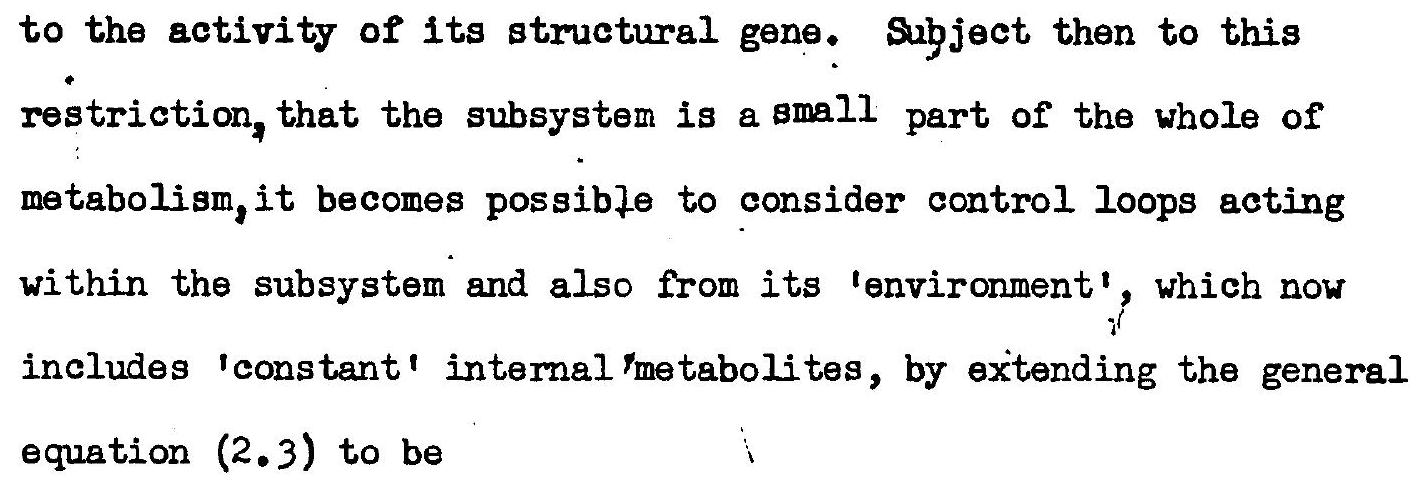 to the activity of its structural gene. Subject then to this
restriction, that the subsystem is a small part of the whole of
metabolism, it becomes possible to consider control loops acting
within the subsystem and also from its 'environment', which now
includes 'constant' internal metabolites, by extending the general
equation (2.3) to be